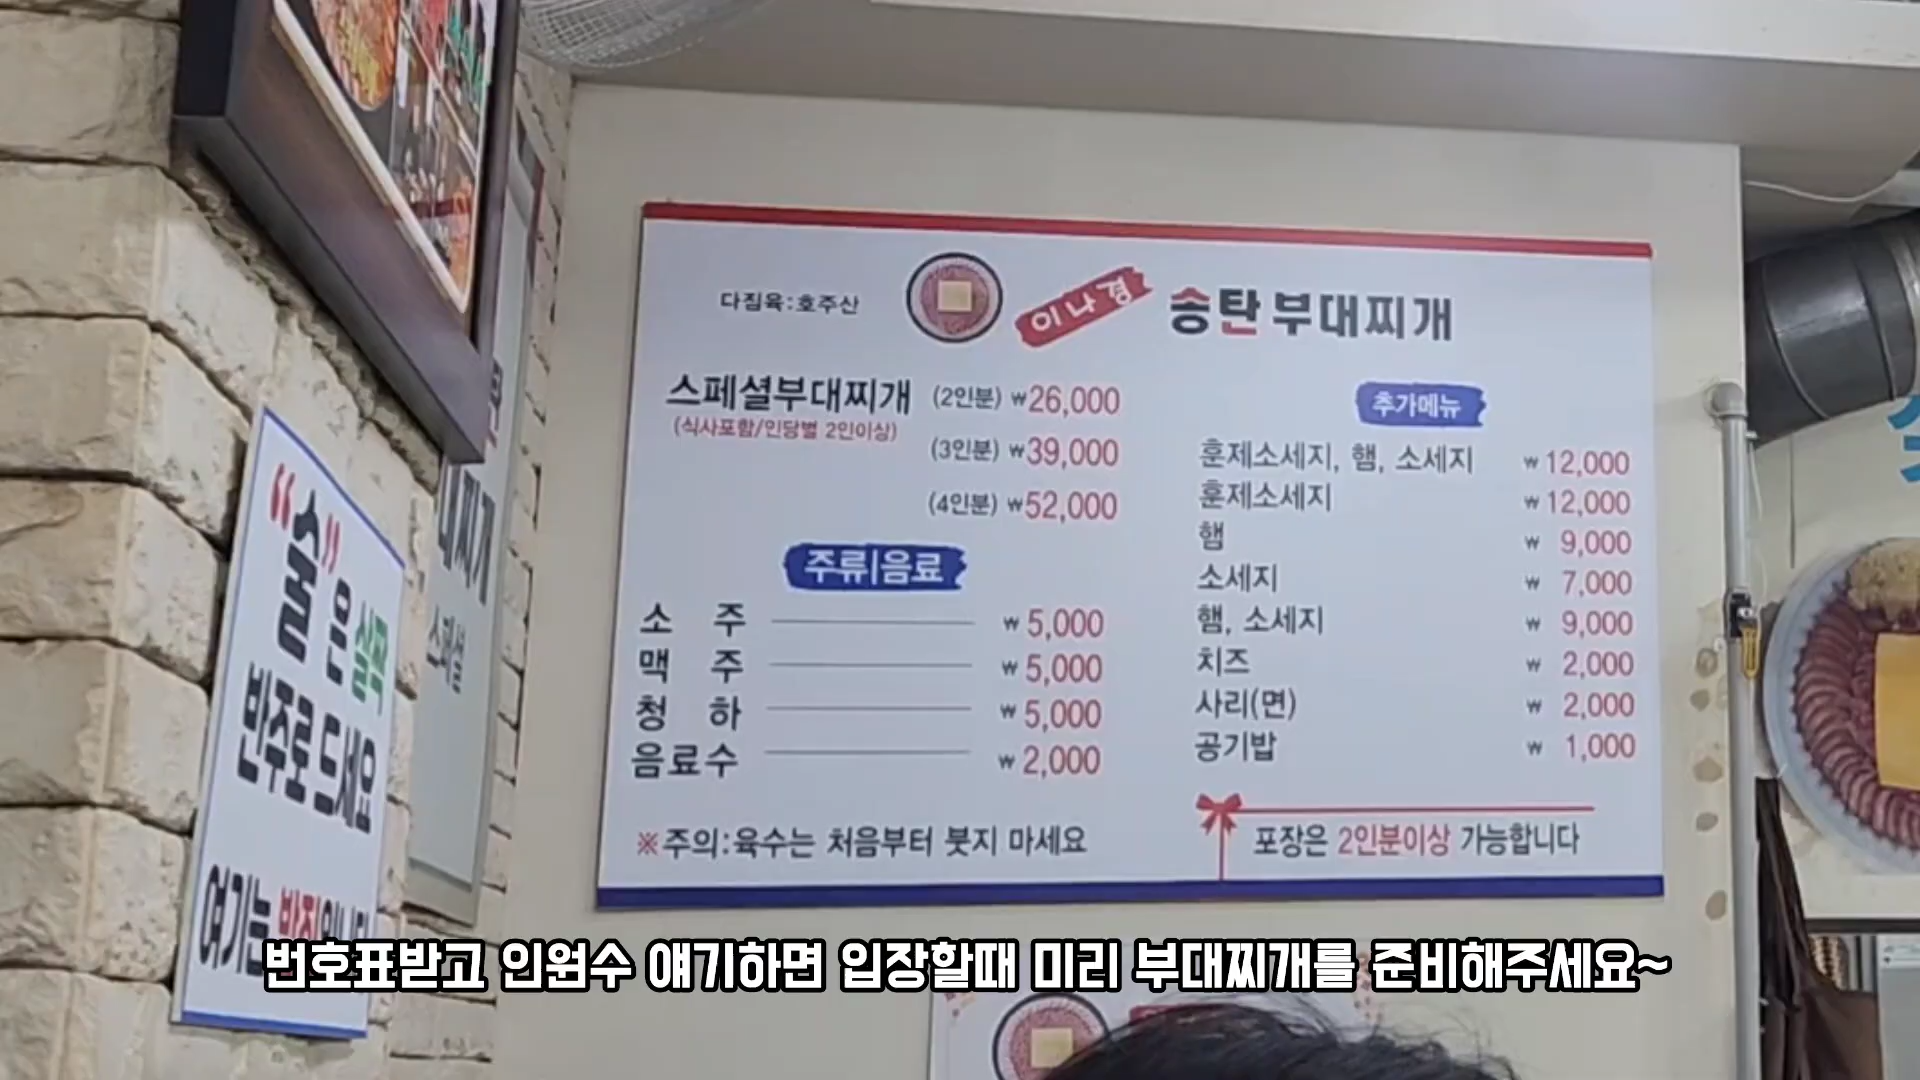 다짐육:호주산
이나경
송탄 부대찌개
스페셜부대찌개 (2인분) ₩26,000
(식사포함/인당별 2인이상)
(3인분) ₩39,000
(4인분) ₩52,000
주류|음료
소 주 ₩5,000
맥 주 ₩5,000
청 하 ₩5,000
음료수 ₩2,000
※주의:육수는 처음부터 붓지 마세요
추가메뉴
훈제소세지, 햄, 소세지 ₩12,000
훈제소세지 ₩12,000
햄 ₩ 9,000
소세지 ₩ 7,000
햄, 소세지 ₩ 9,000
치즈 ₩ 2,000
사리(면) ₩ 2,000
공기밥 ₩ 1,000
포장은 2인분이상 가능합니다
"술"은 실목
반주로 드세요
여기는
대찌개
스페셜
번호표받고 인원수 얘기하면 입장할때 미리 부대찌개를 준비해주세요~